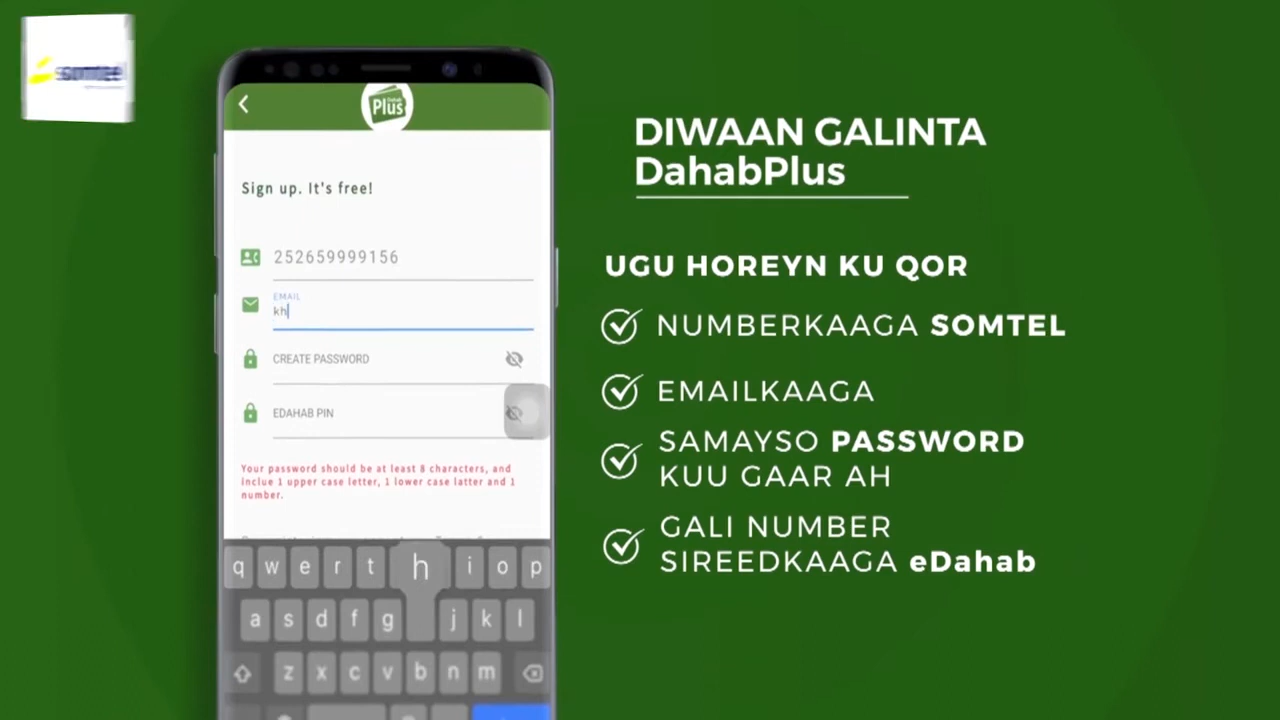 somtel
Dahab
Plus
Sign up. It's free!
252659999156
EMAIL
kh
CREATE PASSWORD
EDAHAB PIN
Your password should be at least 8 characters, and
inclue 1 upper case letter, 1 lower case latter and 1
number.
q w e r t h i o p
a s d f g j k l
z x c v b n m
DIWAAN GALINTA
DahabPlus
UGU HOREYN KU QOR
NUMBERKAAGA SOMTEL
EMAILKAAGA
SAMAYSO PASSWORD
KUU GAAR AH
GALI NUMBER
SIREEDKAAGA eDahab